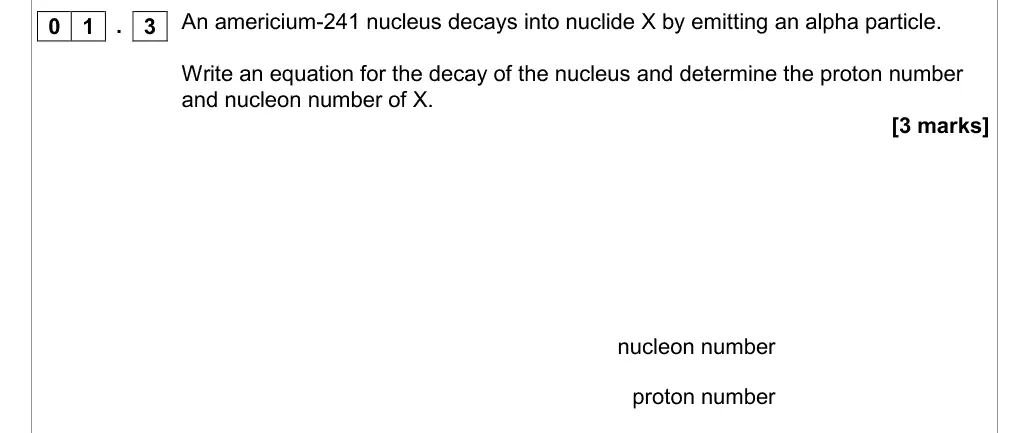 0 1 . 3 An americium-241 nucleus decays into nuclide X by emitting an alpha particle.
Write an equation for the decay of the nucleus and determine the proton number
and nucleon number of X.
[3 marks]
nucleon number
proton number